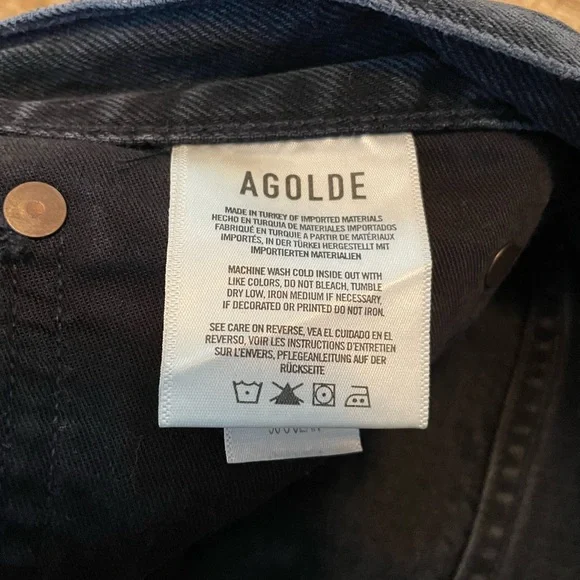 AGOLDE
MADE IN TURKEY OF IMPORTED MATERIALS
HECHO EN TURQUIA DE MATERIALES IMPORTADOS
FABRIQUÉ EN TURQUIE A PARTIR DE MATÉRIAUX
IMPORTÉS, IN DER TÜRKEI HERGESTELLT MIT
IMPORTIERTEN MATERIALIEN
MACHINE WASH COLD INSIDE OUT WITH
LIKE COLORS, DO NOT BLEACH, TUMBLE
DRY LOW, IRON MEDIUM IF NECESSARY,
IF DECORATED OR PRINTED DO NOT IRON.
SEE CARE ON REVERSE, VEA EL CUIDADO EN EL
REVERSO, VOIR LES INSTRUCTIONS D'ENTRETIEN
SUR L'ENVERS, PFLEGEANLEITUNG AUF DER
RÜCKSEITE